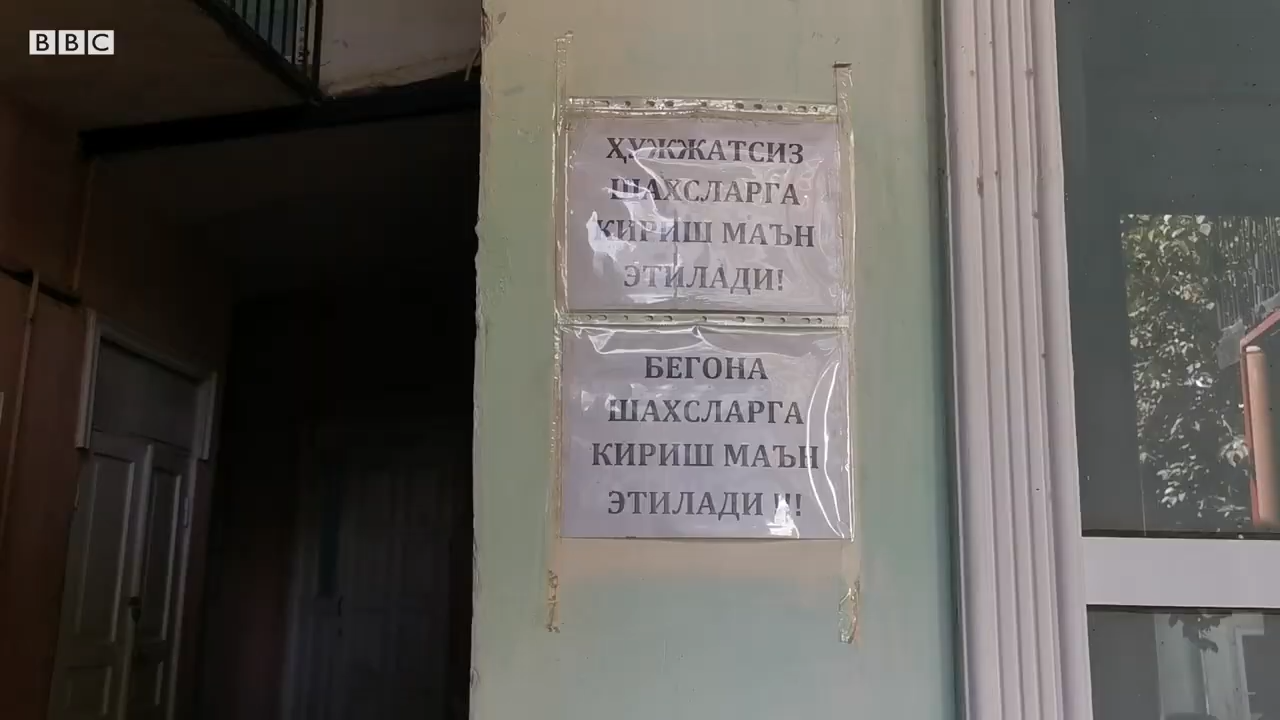 BBC
ҲУЖЖАТСИЗ
ШАХСЛАРГА
КИРИШ МАЪН
ЭТИЛАДИ!
БЕГОНА
ШАХСЛАРГА
КИРИШ МАЪН
ЭТИЛАДИ !!!